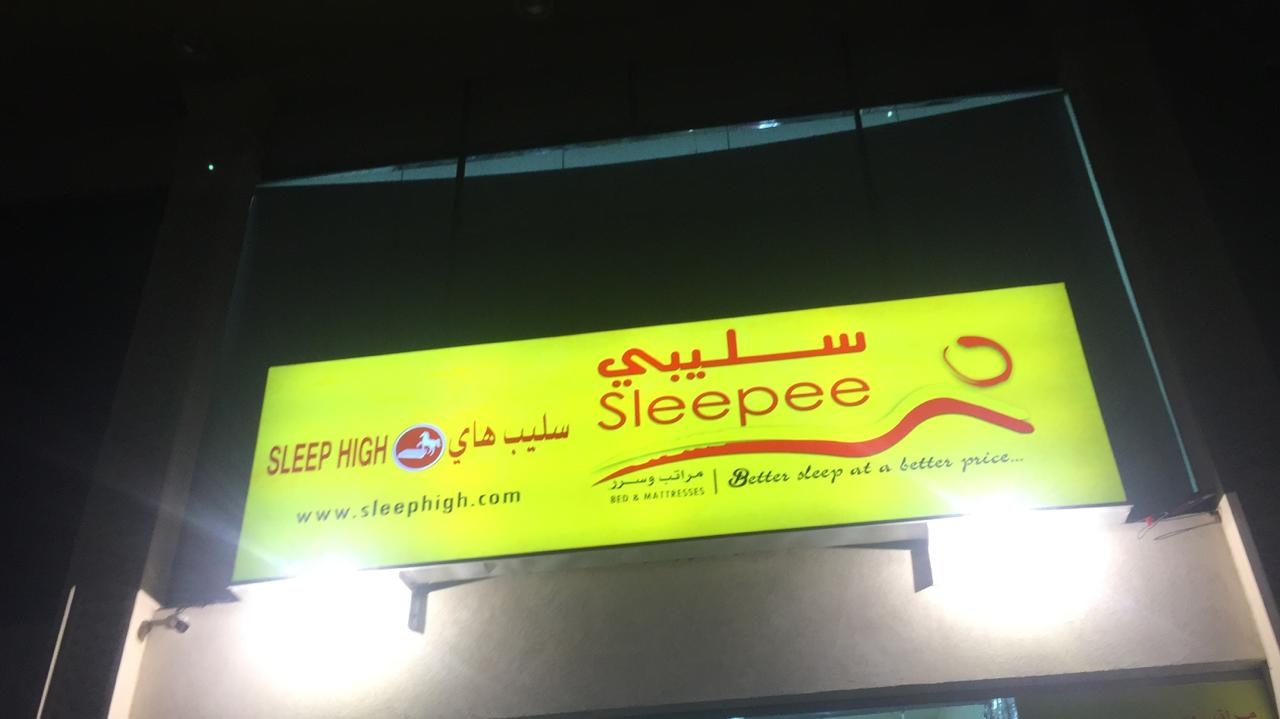 SLEEP HIGH سليب هاي
www.sleephigh.com
سليبي
Sleepee
مراتب وسرر
BED & MATTRESSES
Better sleep at a better price...